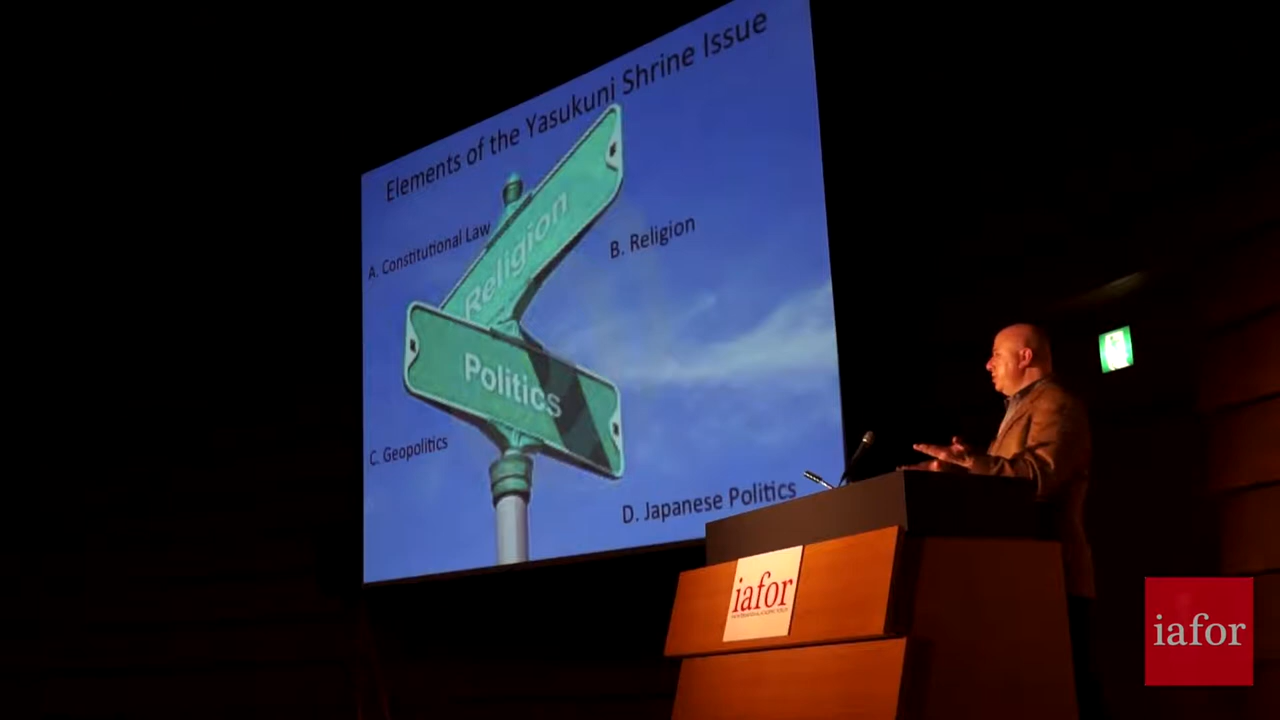 Elements of the Yasukuni Shrine Issue
A. Constitutional Law
Religion
B. Religion
Politics
C. Geopolitics
D. Japanese Politics
iafor
iafor